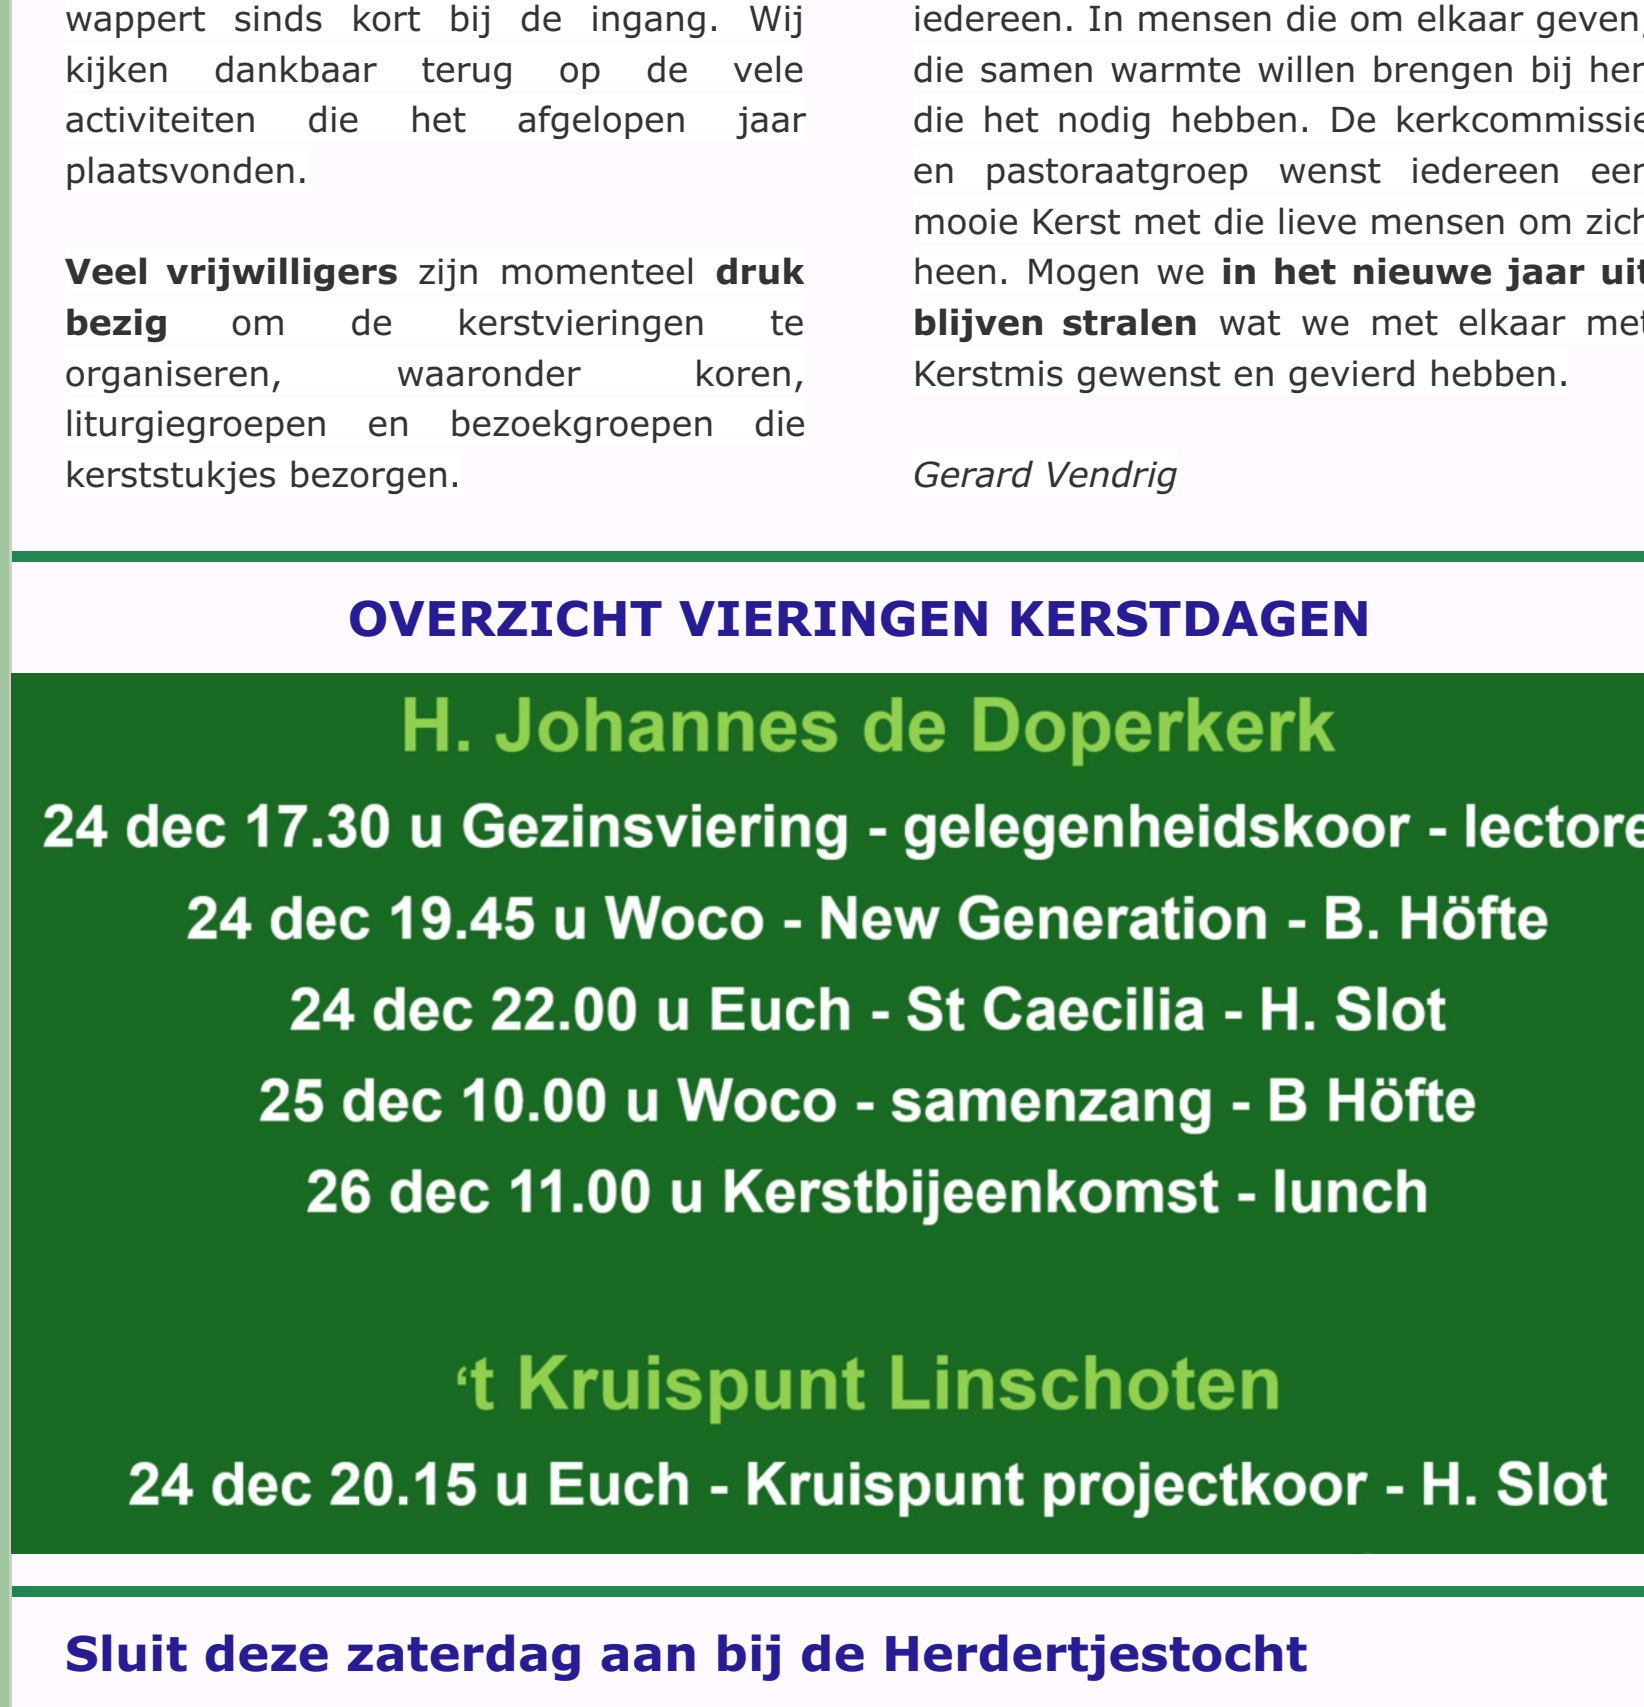 wappert sinds kort bij de ingang. Wij
kijken dankbaar terug op de vele
activiteiten die het afgelopen jaar
plaatsvonden.
Veel vrijwilligers zijn momenteel druk
bezig om de kerstvieringen te
organiseren, waaronder koren,
liturgiegroepen en bezoekgroepen die
kerststukjes bezorgen.
iedereen. In mensen die om elkaar geven,
die samen warmte willen brengen bij
die het nodig hebben. De kerkcommissie
en pastoraatgroep wenst iedereen
mooie Kerst met die lieve mensen om zich
heen. Mogen we in het nieuwe jaar uit
blijven stralen wat we met elkaar met
Kerstmis gewenst en gevierd hebben.
Gerard Vendrig
OVERZICHT VIERINGEN KERSTDAGEN
H. Johannes de Doperkerk
24 dec 17.30 u Gezinsviering - gelegenheidskoor - lectore
24 dec 19.45 u Woco - New Generation - B. Höfte
24 dec 22.00 u Euch - St Caecilia - H. Slot
25 dec 10.00 u Woco - samenzang - B Höfte
26 dec 11.00 u Kerstbijeenkomst - lunch
‘t Kruispunt Linschoten
24 dec 20.15 u Euch - Kruispunt projectkoor - H. Slot
Sluit deze zaterdag aan bij de Herdertjestocht